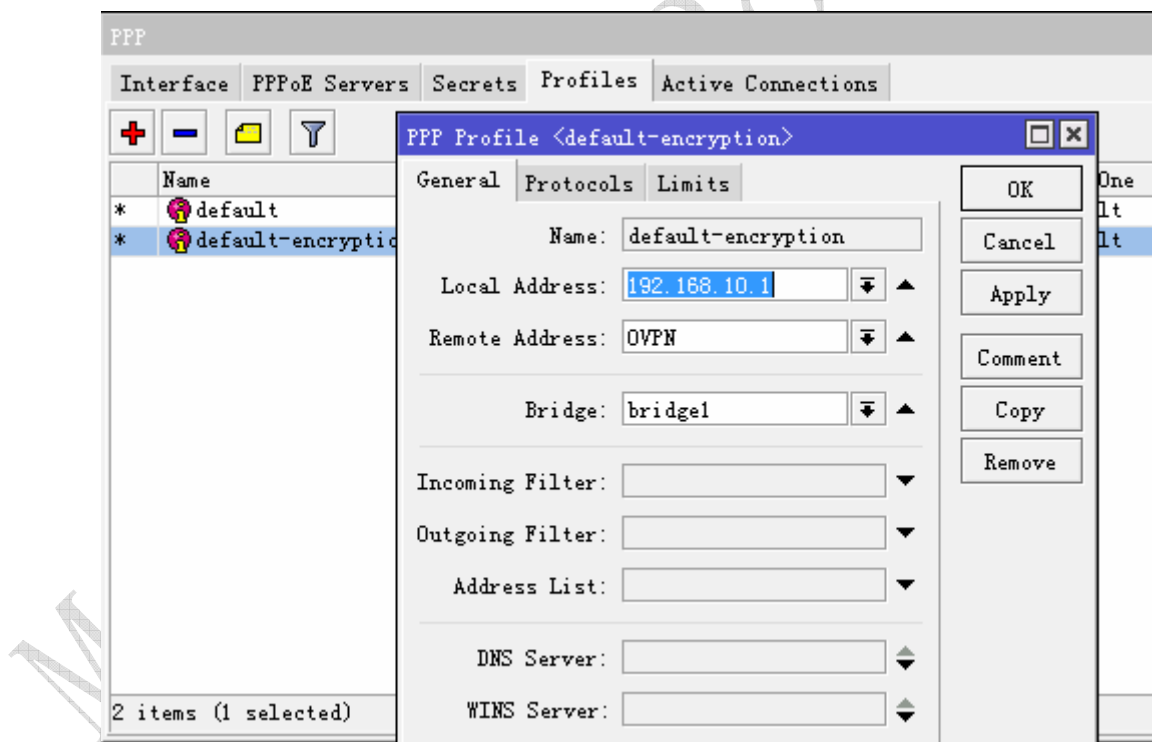 PPP
Interface PPPoE Servers Secrets Profiles Active Connections
PPP Profile <default-encryption>
General Protocols Limits
Name One
* default lt
* default-encryptio lt
Name: default-encryption
Local Address: 192.168.10.1
Remote Address: OVPN
Bridge: bridge1
Incoming Filter:
Outgoing Filter:
Address List:
DNS Server:
WINS Server:
OK
Cancel
Apply
Comment
Copy
Remove
2 items (1 selected)